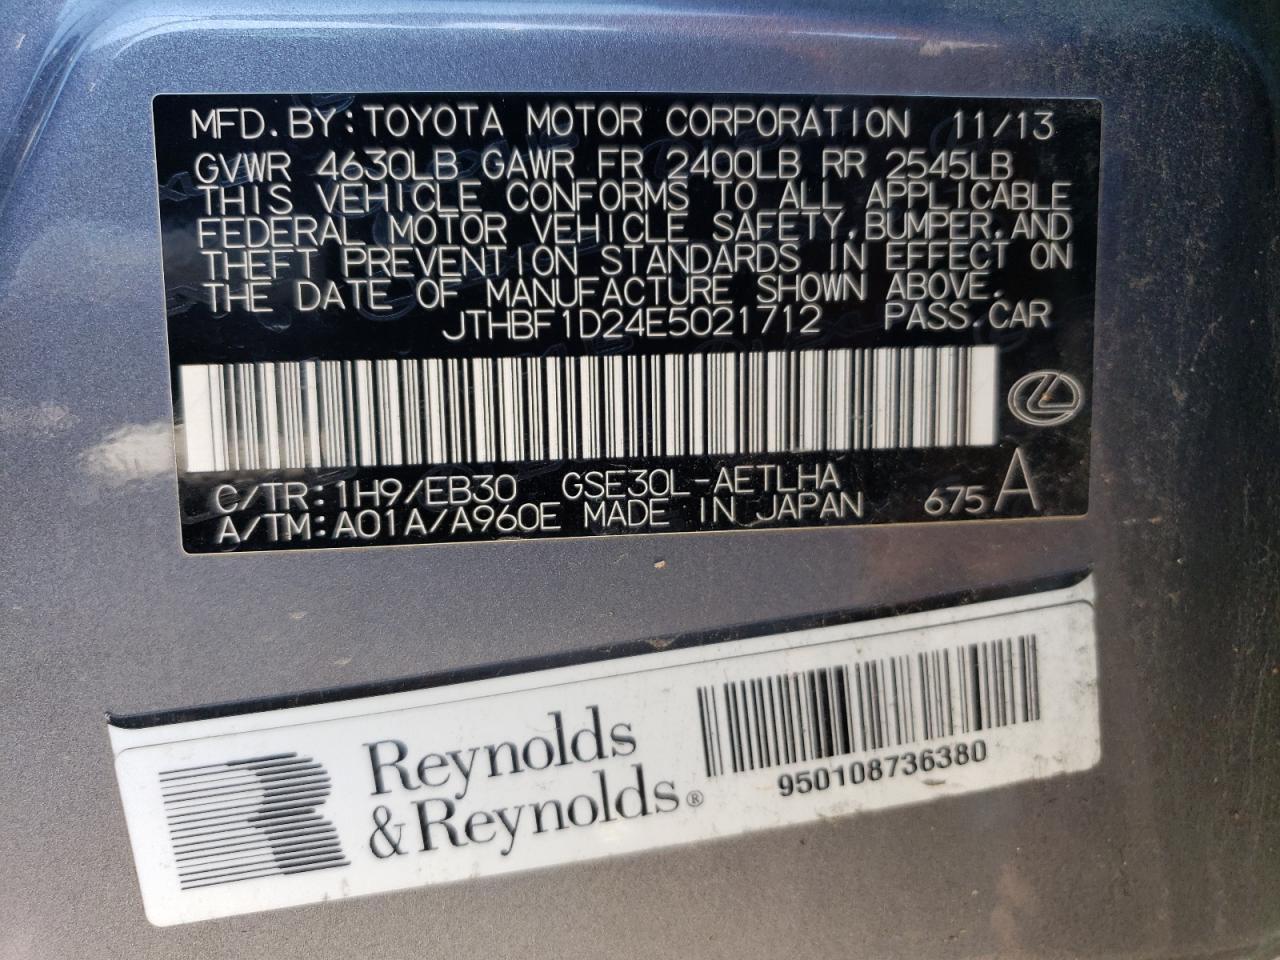 MFD.BY:TOYOTA MOTOR CORPORATION 11/13
GVWR 4630LB GAWR FR 2400LB RR 2545LB
THIS VEHICLE CONFORMS TO ALL APPLICABLE
FEDERAL MOTOR VEHICLE SAFETY,BUMPER,AND
THEFT PREVENTION STANDARDS IN EFFECT ON
THE DATE OF MANUFACTURE SHOWN ABOVE.
JTHBF1D24E5021712 PASS.CAR
C/TR:1H9/EB30 GSE30L-AETLHA
A/TM:A01A/A960E MADE IN JAPAN 675 A
Reynolds
&Reynolds®
950108736380